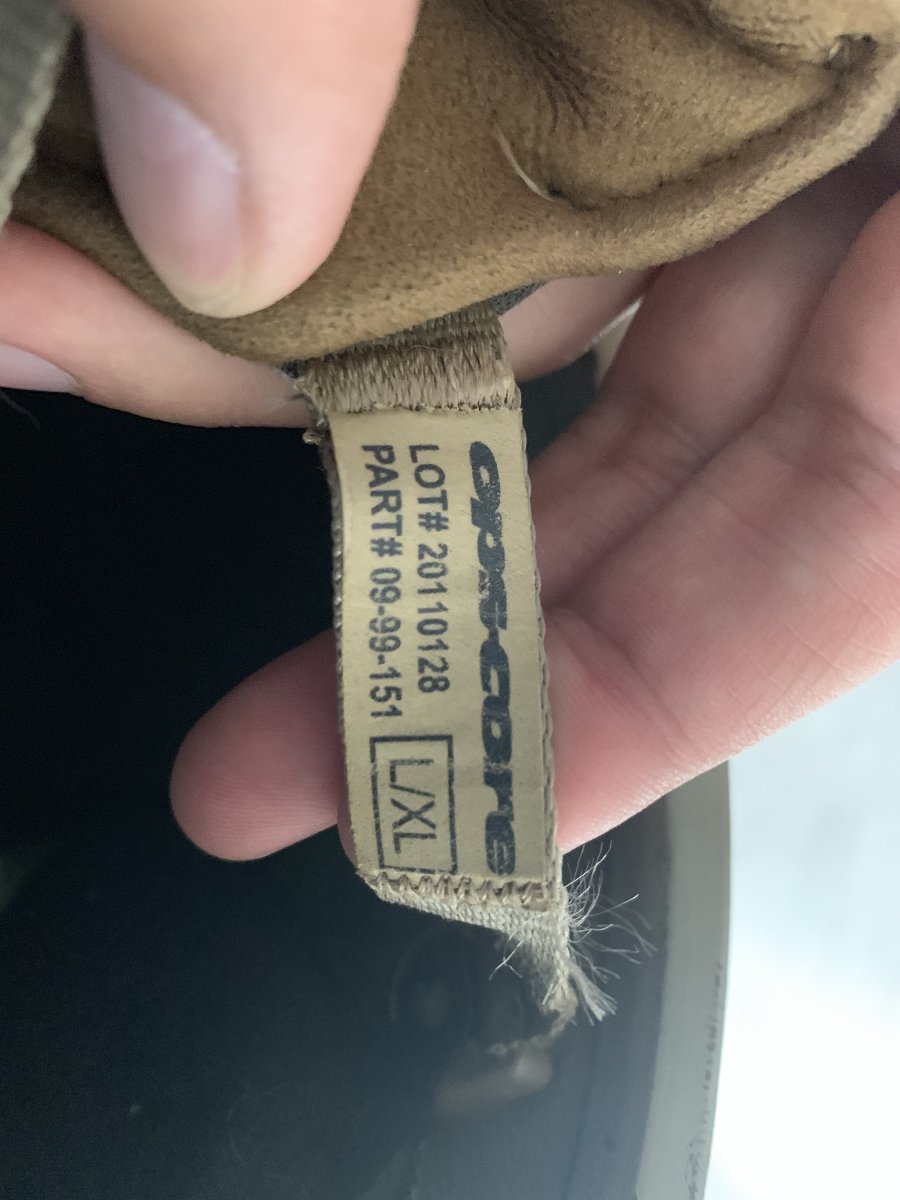 ops-core
LOT# 20110128
PART# 09-99-151
L/XL